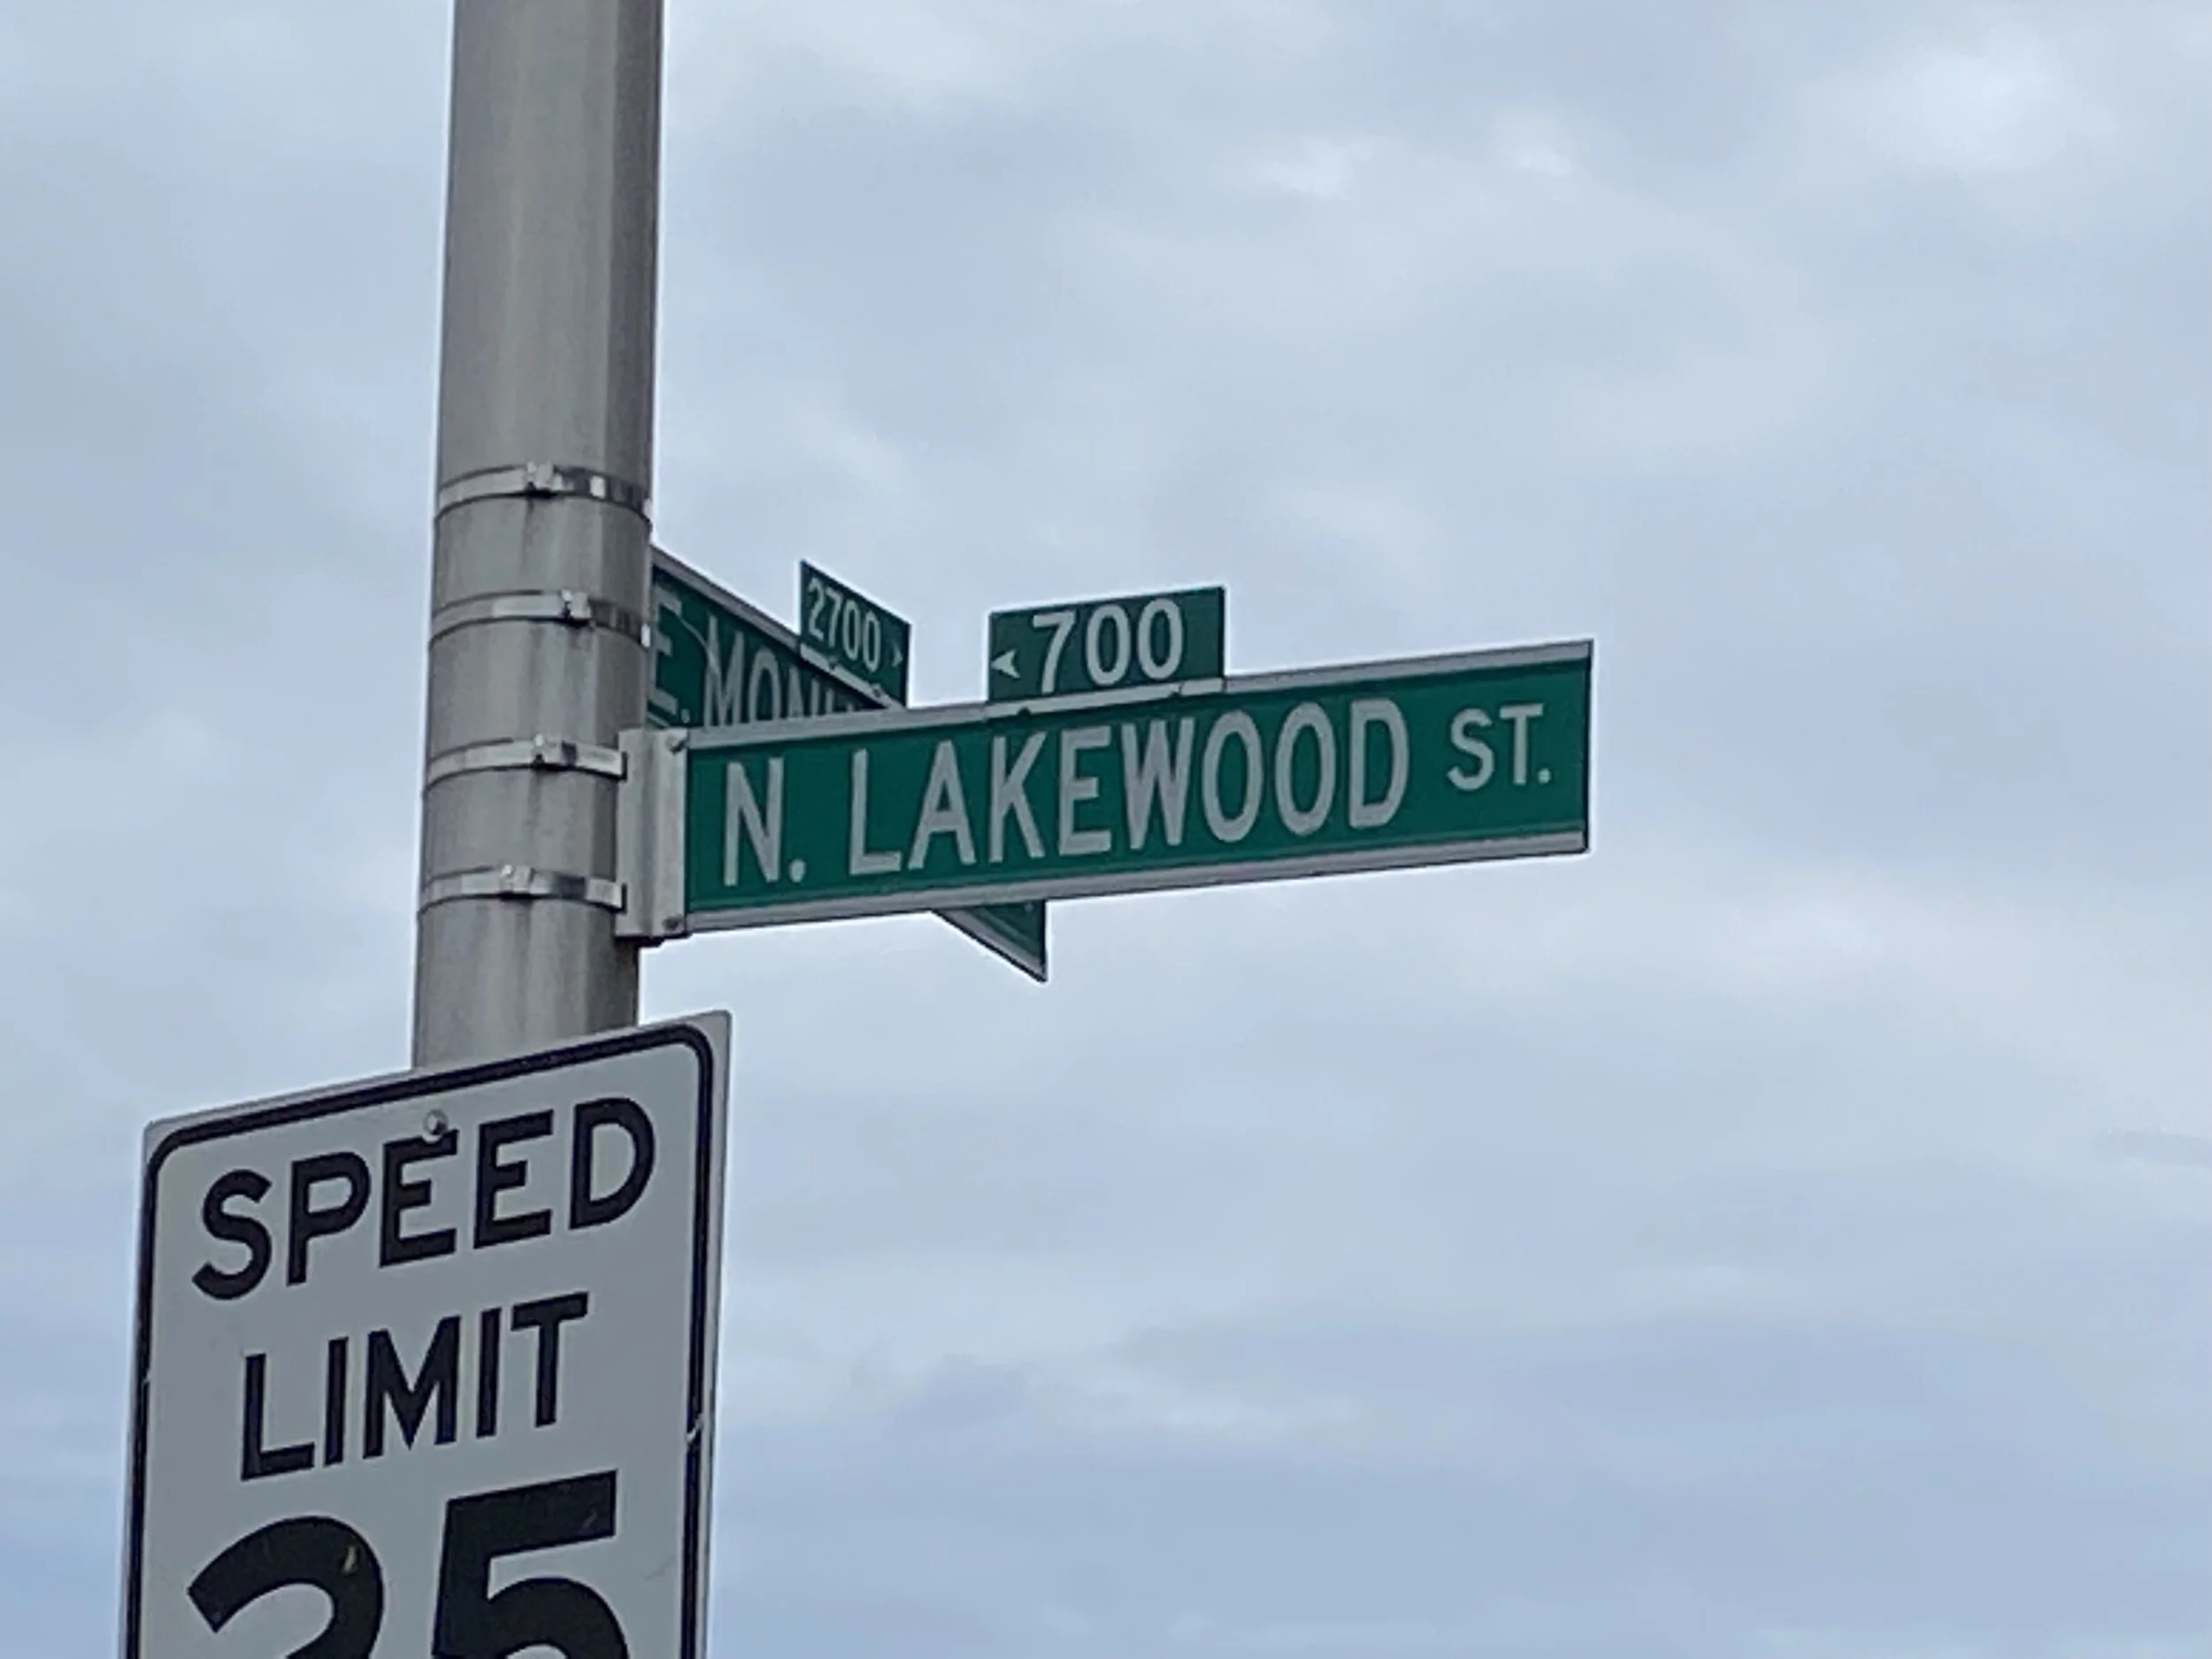 2700
E.
700
N. LAKEWOOD ST.
SPEED
LIMIT